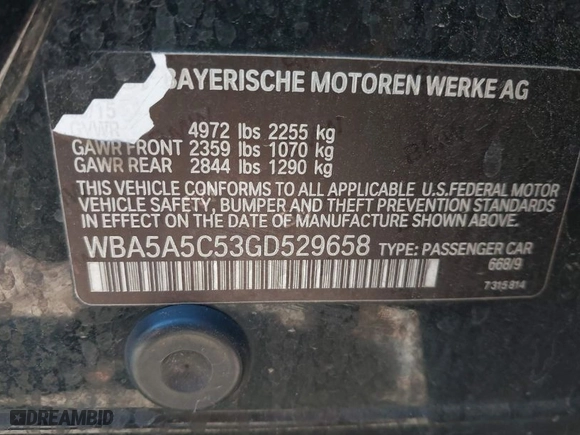 BAYERISCHE MOTOREN WERKE AG
15
GVWR 4972 lbs 2255 kg
GAWR FRONT 2359 lbs 1070 kg
GAWR REAR 2844 lbs 1290 kg
THIS VEHICLE CONFORMS TO ALL APPLICABLE U.S.FEDERAL MOTOR
VEHICLE SAFETY, BUMPER AND THEFT PREVENTION STANDARDS
IN EFFECT ON THE DATE OF MANUFACTURE SHOWN ABOVE.
WBA5A5C53GD529658 TYPE: PASSENGER CAR
668/9
7315814
DREAMBID